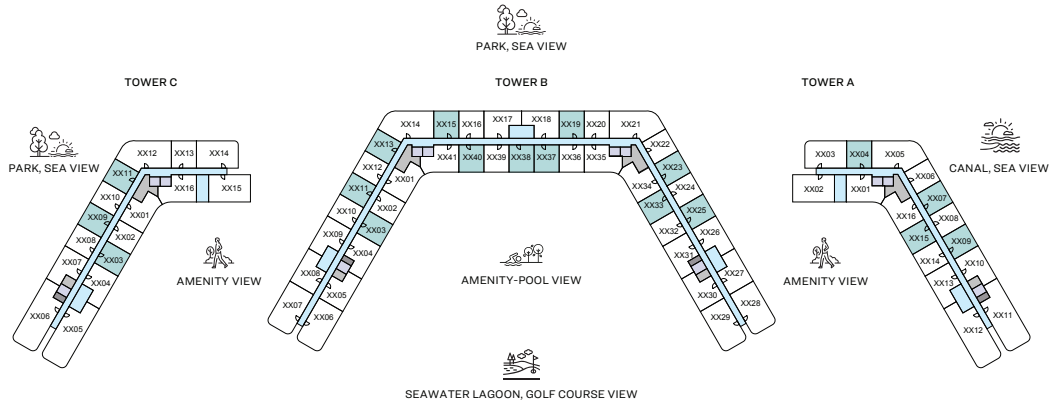 PARK, SEA VIEW
TOWER C
TOWER B
TOWER A
PARK, SEA VIEW
CANAL, SEA VIEW
XX12 XX13 XX14
XX11
XX10
XX09
XX08
XX07
XX06
XX16 XX15
XX01
XX02
XX03
XX04
XX05
AMENITY VIEW
XX14 XX15 XX16 XX17 XX18 XX19 XX20 XX21
XX13
XX12
XX11
XX10
XX09
XX08
XX07
XX41 XX40 XX39 XX38 XX37 XX36 XX35
XX01
XX03
XX04
XX05
XX06
XX22
XX23
XX24
XX25
XX26
XX27
XX28
XX34
XX33
XX32
XX31
XX30
XX29
AMENITY-POOL VIEW
XX03 XX04 XX05
XX02 XX01
XX06
XX07
XX08
XX09
XX10
XX11
XX16
XX15
XX14
XX13
XX12
AMENITY VIEW
SEAWATER LAGOON, GOLF COURSE VIEW